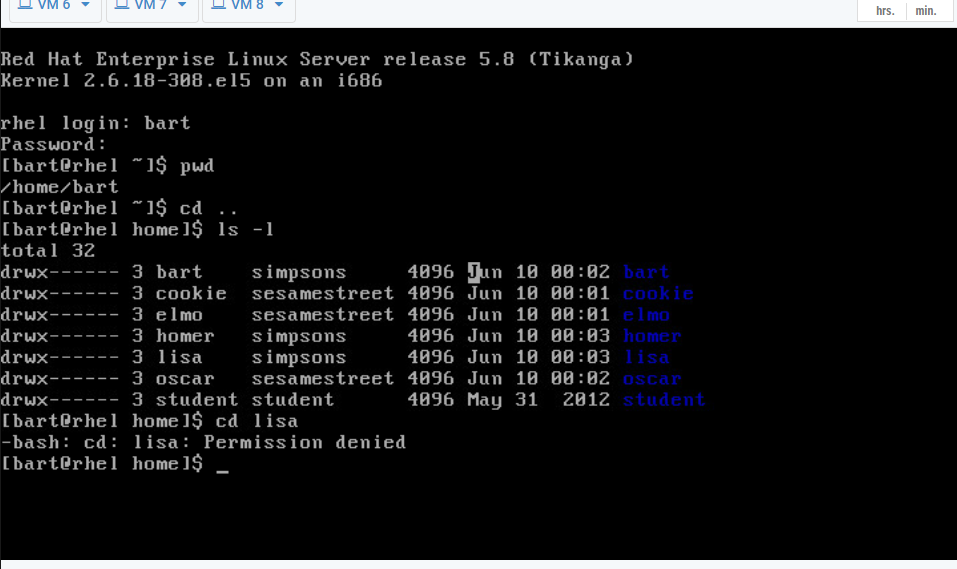 VM 6 VM 7 VM 8 hrs. min.
Red Hat Enterprise Linux Server release 5.8 (Tikanga)
Kernel 2.6.18-308.el5 on an i686
rhel login: bart
Password:
[bart@rhel ~]$ pwd
/home/bart
[bart@rhel ~]$ cd ..
[bart@rhel home]$ ls -l
total 32
drwx------ 3 bart    simpsons     4096 Jun 10 00:02 bart
drwx------ 3 cookie  sesamestreet 4096 Jun 10 00:01 cookie
drwx------ 3 elmo    sesamestreet 4096 Jun 10 00:01 elmo
drwx------ 3 homer   simpsons     4096 Jun 10 00:03 homer
drwx------ 3 lisa    simpsons     4096 Jun 10 00:03 lisa
drwx------ 3 oscar   sesamestreet 4096 Jun 10 00:02 oscar
drwx------ 3 student student      4096 May 31  2012 student
[bart@rhel home]$ cd lisa
-bash: cd: lisa: Permission denied
[bart@rhel home]$ _